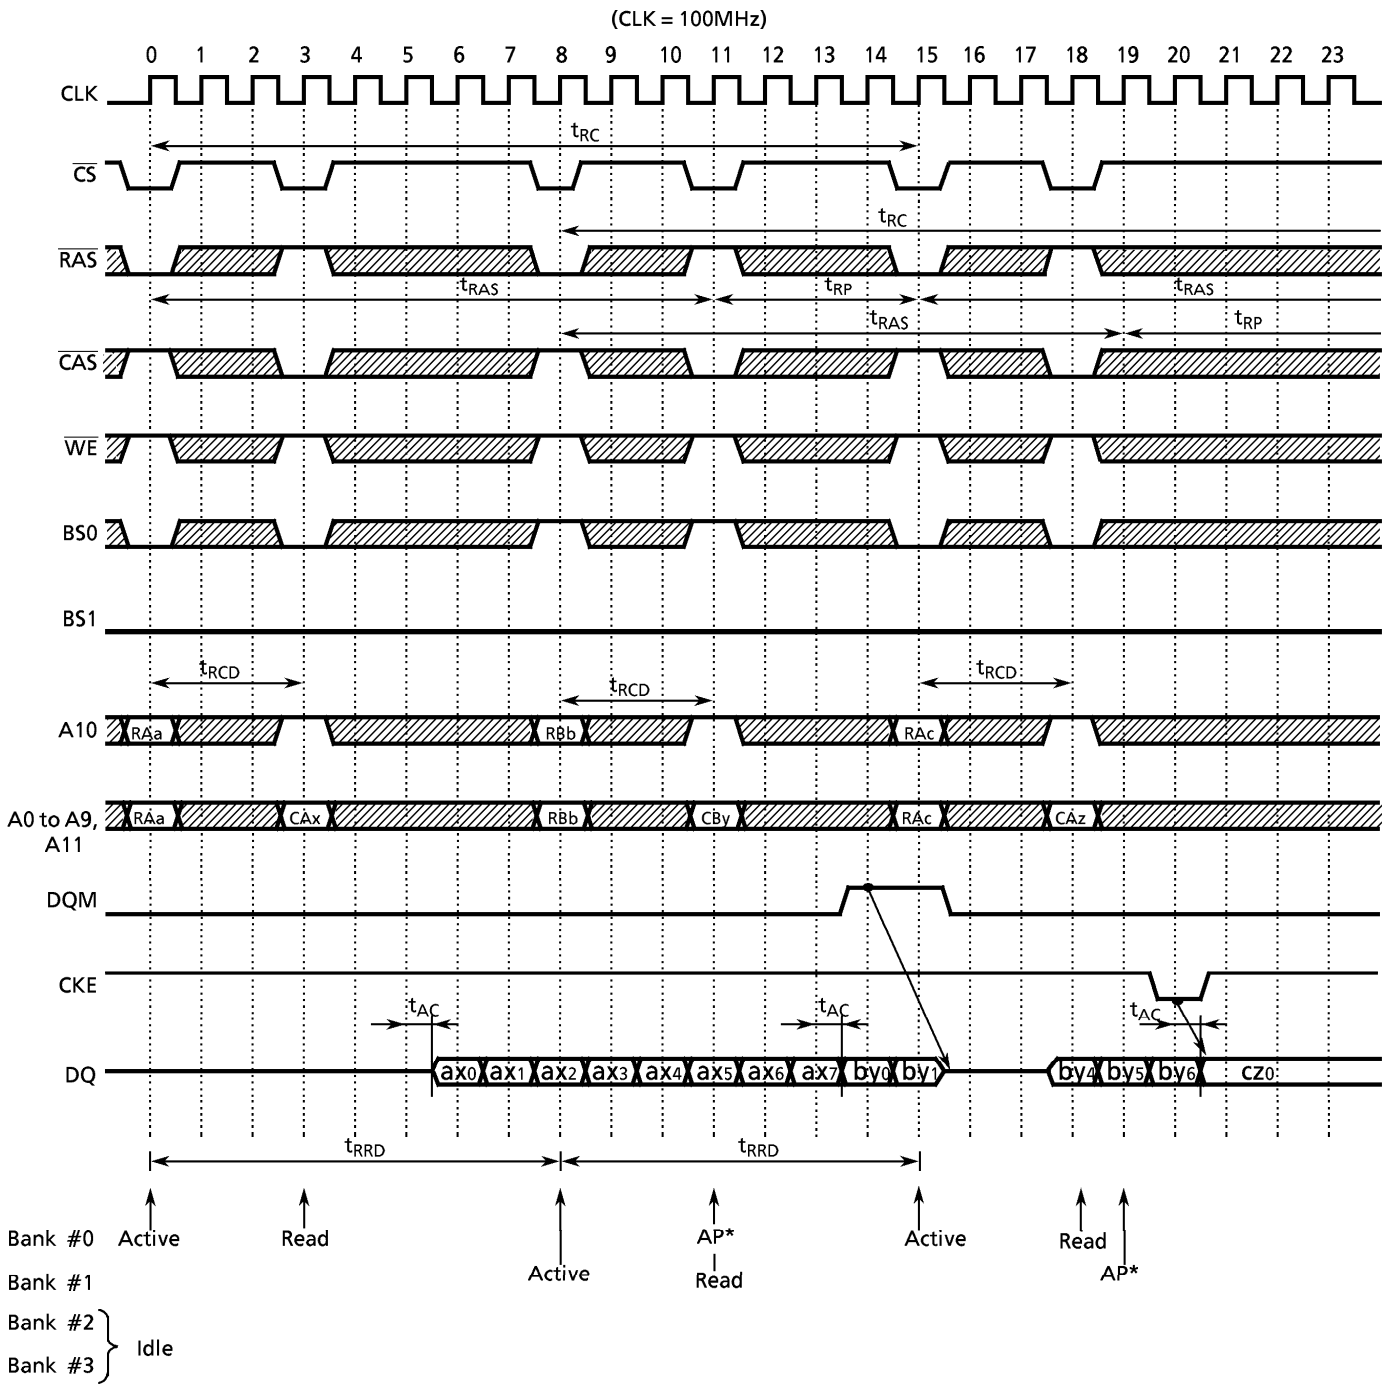 (CLK = 100MHz)
0 1 2 3 4 5 6 7 8 9 10 11 12 13 14 15 16 17 18 19 20 21 22 23
CLK
tRC
CS
tRC
RAS
tRAS tRP tRAS
tRAS tRP
CAS
WE
BS0
BS1
tRCD tRCD tRCD
A10 RAa RBb RAc
A0 to A9, RAa CAx RBb CBy RAc CAz
A11
DQM
CKE
tAC tAC tAC
DQ ax0 ax1 ax2 ax3 ax4 ax5 ax6 ax7 by0 by1 by4 by5 by6 cz0
tRRD tRRD
Bank #0 Active Read AP* Active Read
Bank #1 Active Read AP*
Bank #2
Idle
Bank #3